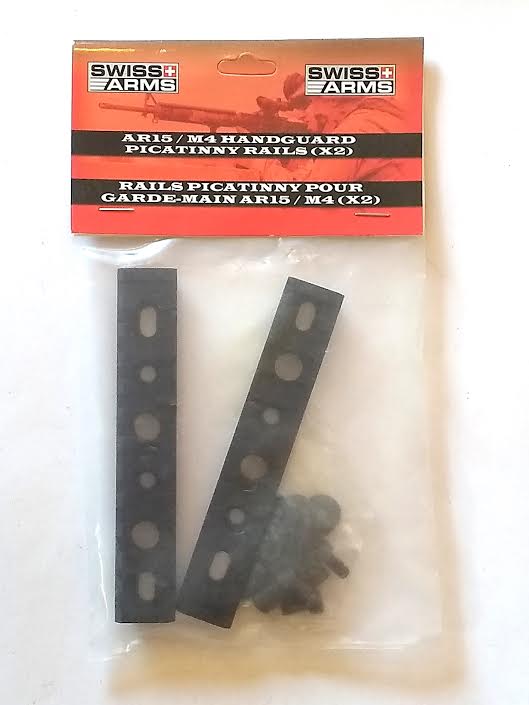 SWISS ARMS
SWISS ARMS
AR15 / M4 HANDGUARD
PICATINNY RAILS (X2)
RAILS PICATINNY POUR
GARDE-MAIN AR15 / M4 (X2)